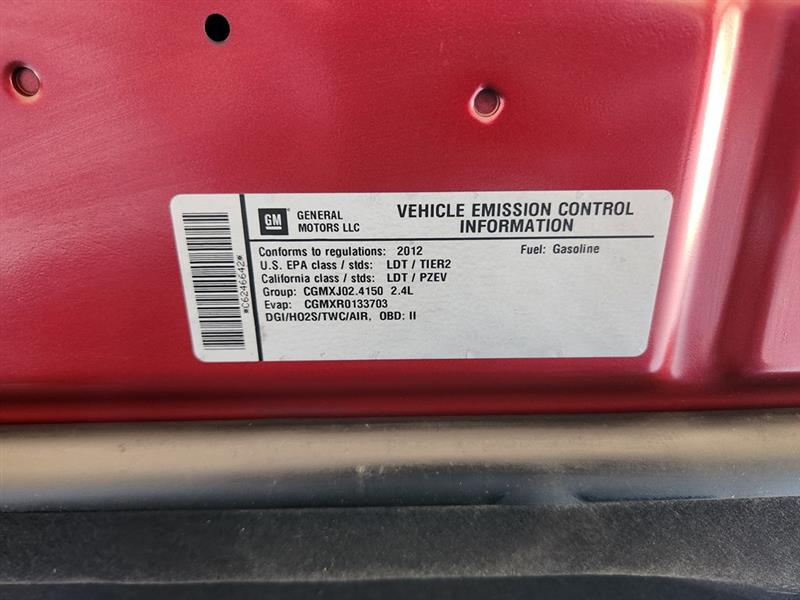 GM
GENERAL
MOTORS LLC
VEHICLE EMISSION CONTROL
INFORMATION
Conforms to regulations: 2012
Fuel: Gasoline
U.S. EPA class / stds: LDT / TIER2
California class / stds: LDT / PZEV
Group: CGMXJ02.4150 2.4L
Evap: CGMXR0133703
DGI/HO2S/TWC/AIR, OBD: II
*C6246642*